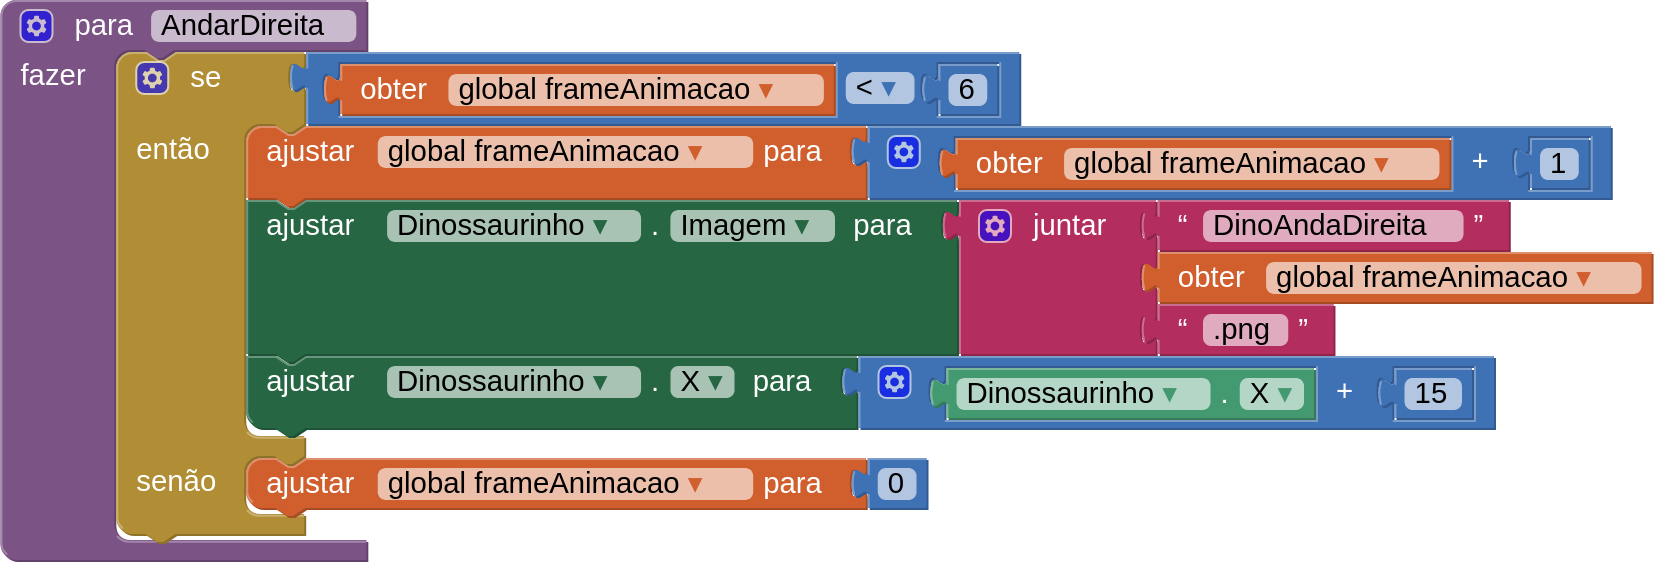 para AndarDireita
fazer se obter global frameAnimacao ▼ < ▼ 6
então ajustar global frameAnimacao ▼ para obter global frameAnimacao ▼ + 1
ajustar Dinossaurinho ▼ . Imagem ▼ para juntar “ DinoAndaDireita ”
obter global frameAnimacao ▼
“ .png ”
ajustar Dinossaurinho ▼ . X ▼ para Dinossaurinho ▼ . X ▼ + 15
senão ajustar global frameAnimacao ▼ para 0